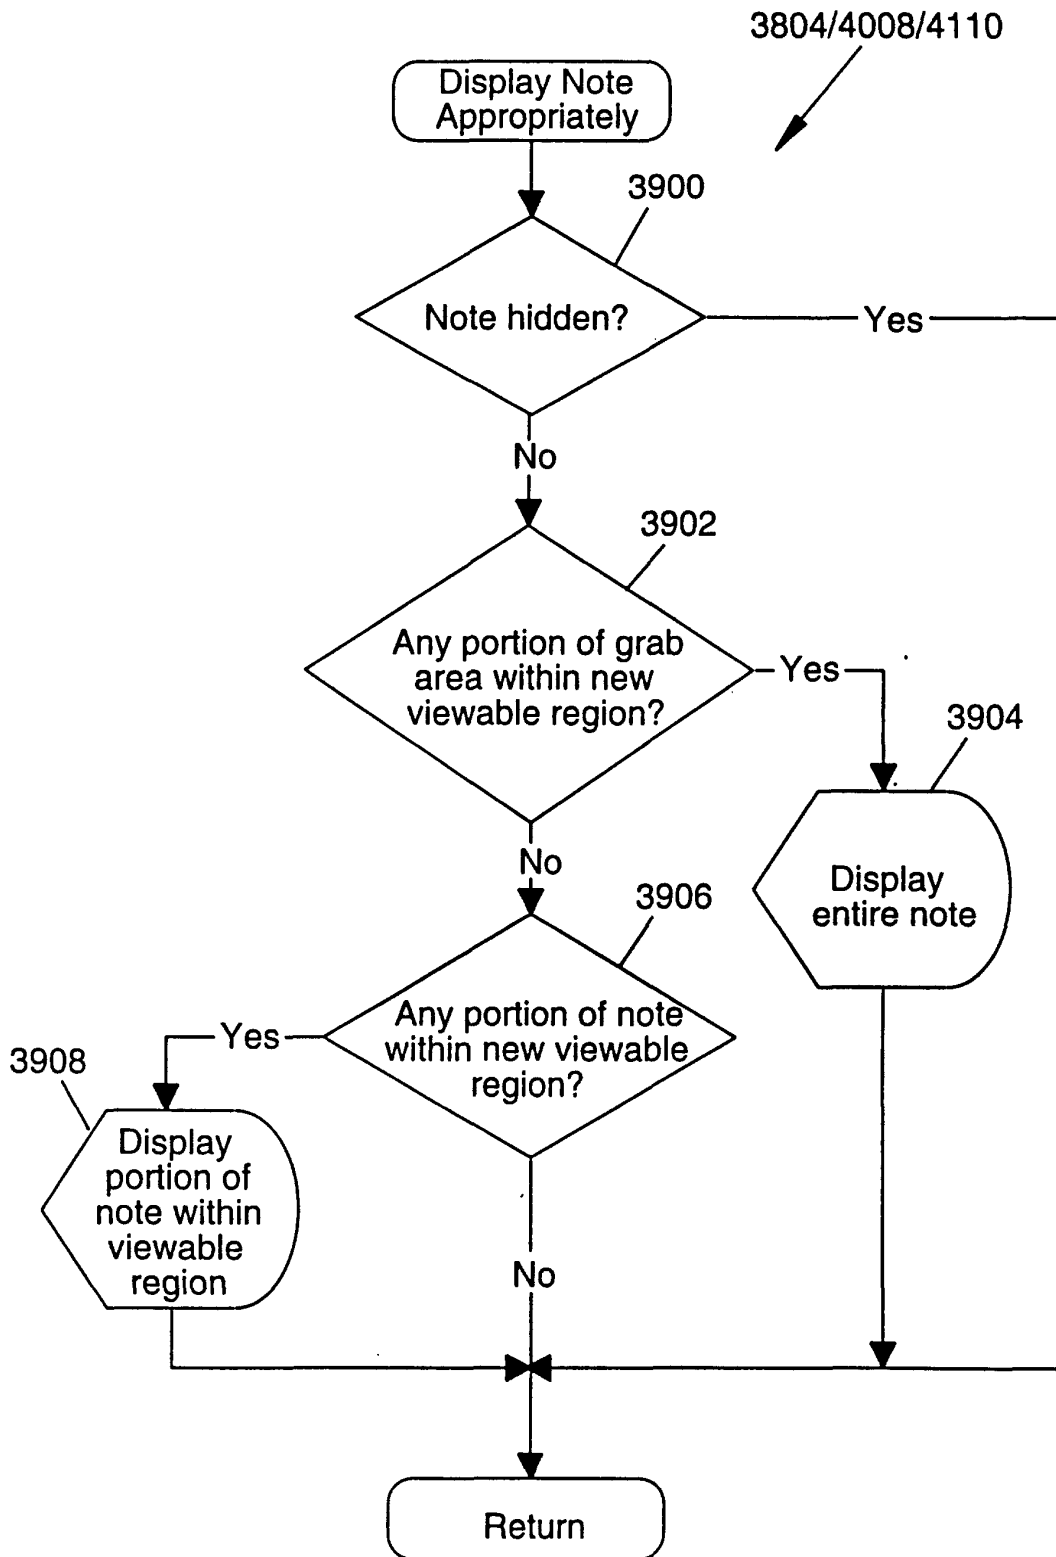 3804/4008/4110
Display Note
Appropriately
3900
Note hidden?
Yes
No
3902
Any portion of grab
area within new
viewable region?
Yes
3904
Display
entire note
No
3906
Any portion of note
within new viewable
region?
Yes
3908
Display
portion of
note within
viewable
region
No
Return